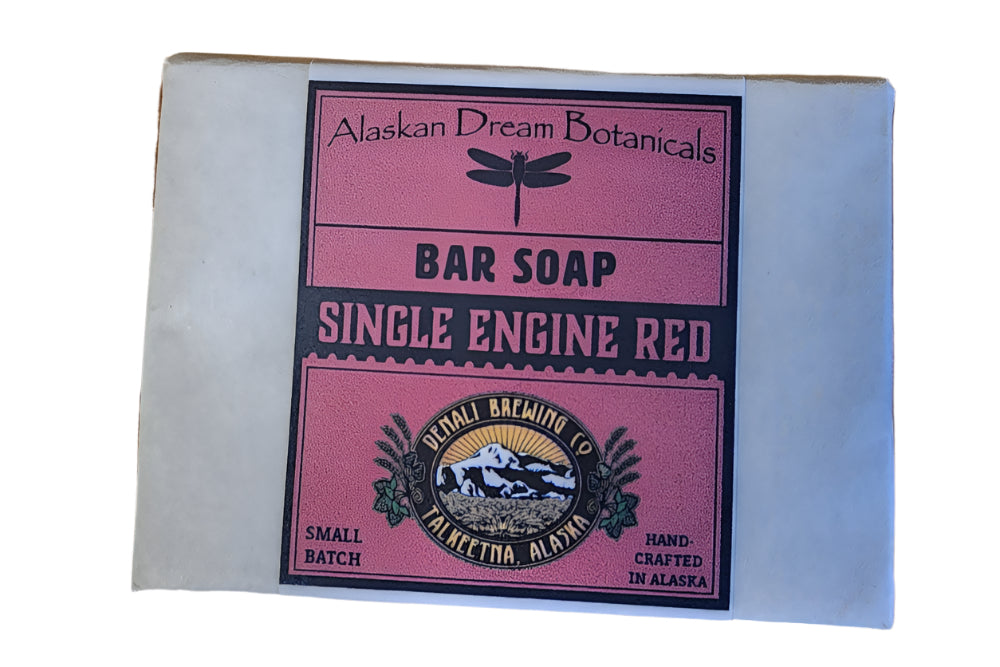 Alaskan Dream Botanicals
BAR SOAP
SINGLE ENGINE RED
DENALI BREWING CO
TALKEETNA, ALASKA
SMALL
BATCH
HAND-
CRAFTED
IN ALASKA